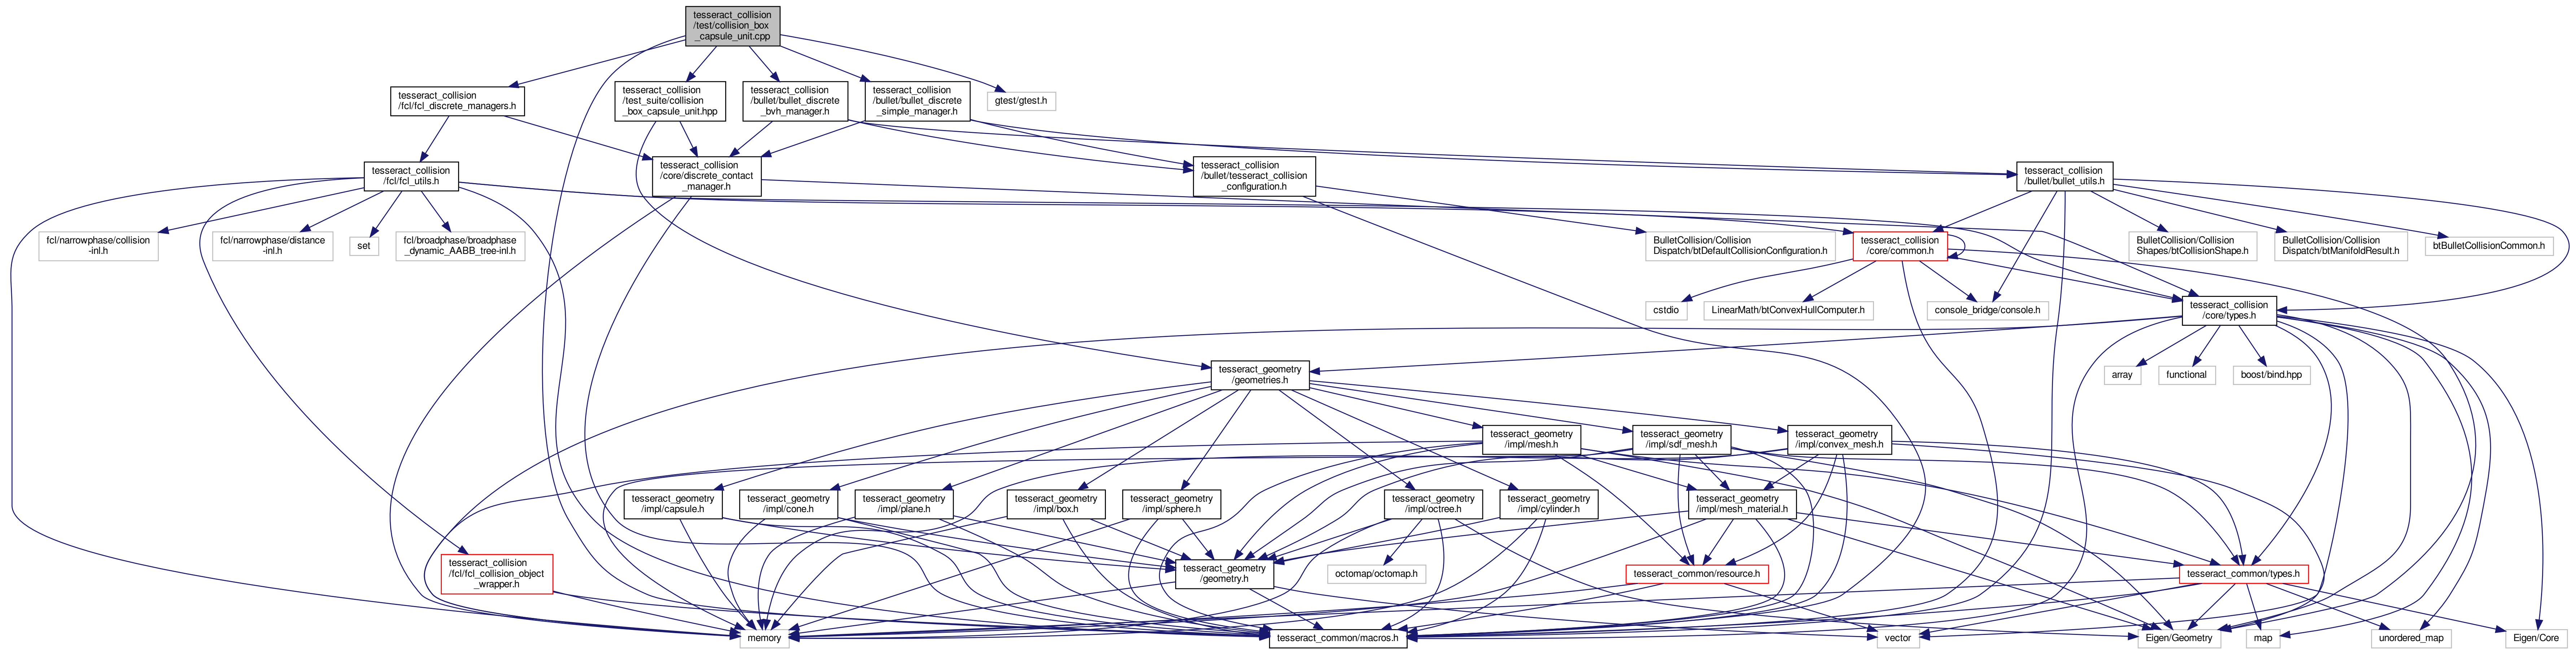 tesseract_collision
/test/collision_box
_capsule_unit.cpp
tesseract_collision
/fcl/fcl_discrete_managers.h
tesseract_collision
/test_suite/collision
_box_capsule_unit.hpp
tesseract_collision
/bullet/bullet_discrete
_bvh_manager.h
tesseract_collision
/bullet/bullet_discrete
_simple_manager.h
gtest/gtest.h
tesseract_collision
/fcl/fcl_utils.h
tesseract_collision
/core/discrete_contact
_manager.h
tesseract_collision
/bullet/tesseract_collision
_configuration.h
tesseract_collision
/bullet/bullet_utils.h
fcl/narrowphase/collision
-inl.h
fcl/narrowphase/distance
-inl.h
set
fcl/broadphase/broadphase
_dynamic_AABB_tree-inl.h
BulletCollision/Collision
Dispatch/btDefaultCollisionConfiguration.h
tesseract_collision
/core/common.h
BulletCollision/Collision
Shapes/btCollisionShape.h
BulletCollision/Collision
Dispatch/btManifoldResult.h
btBulletCollisionCommon.h
cstdio
LinearMath/btConvexHullComputer.h
console_bridge/console.h
tesseract_collision
/core/types.h
tesseract_geometry
/geometries.h
array
functional
boost/bind.hpp
tesseract_geometry
/impl/mesh.h
tesseract_geometry
/impl/sdf_mesh.h
tesseract_geometry
/impl/convex_mesh.h
tesseract_geometry
/impl/capsule.h
tesseract_geometry
/impl/cone.h
tesseract_geometry
/impl/plane.h
tesseract_geometry
/impl/box.h
tesseract_geometry
/impl/sphere.h
tesseract_geometry
/impl/octree.h
tesseract_geometry
/impl/cylinder.h
tesseract_geometry
/impl/mesh_material.h
tesseract_collision
/fcl/fcl_collision_object
_wrapper.h
tesseract_geometry
/geometry.h
octomap/octomap.h
tesseract_common/resource.h
tesseract_common/types.h
memory
tesseract_common/macros.h
vector
Eigen/Geometry
map
unordered_map
Eigen/Core